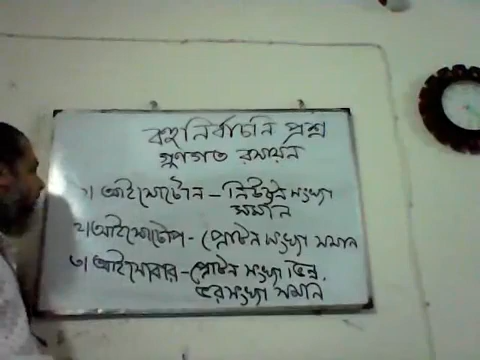 বহুনির্বাচনি প্রশ্ন
গুণগত রসায়ন
১। আইসোটোন – নিউট্রন সংখ্যা
সমান
২। আইসোটোপ - প্রোটন সংখ্যা সমান
৩। আইসোবার - প্রোটন সংখ্যা ভিন্ন,
ভরসংখ্যা সমান